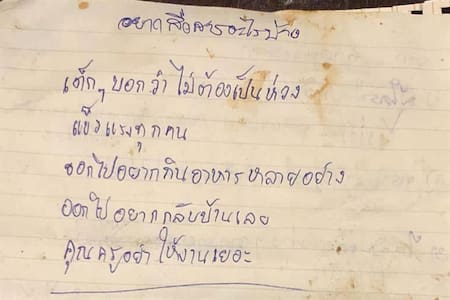 อยากสื่อสารอะไรบ้าง
เด็กๆ บอกว่า ไม่ต้องเป็นห่วง
แข็งแรงทุกคน
ออกไปอยากกินอาหารหลายอย่าง
ออกไปอยากกลับบ้านเลย
คุณครูอย่าให้งานเยอะ